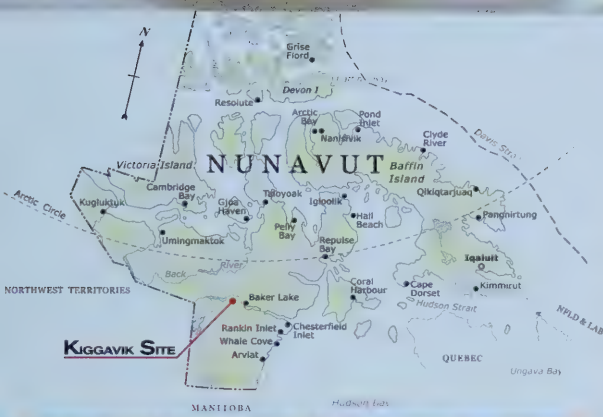 N
Grise
Fiord
Devon I
Resolute
Arctic
Bay
Nanisivik
Pond
Inlet
Clyde
River
Davis Stra
Victoria Island
NUNAVUT
Baffin
Island
Arctic Circle
Kugluktuk
Cambridge
Bay
Gjoa
Haven
Taloyoak
Igloolik
Hall
Beach
Qikiqtarjuaq
Pangnirtung
Umingmaktok
Pelly
Bay
Repulse
Bay
Iqaluit
Back River
NORTHWEST TERRITORIES
Baker Lake
Coral
Harbour
Cape
Dorset
Kimmirut
Hudson Strait
NFLD & LAB
KIGGAVIK SITE
Rankin Inlet
Chesterfield
Inlet
Whale Cove
Arviat
QUEBEC
Ungava Bay
MANITOBA
Hudson Bay